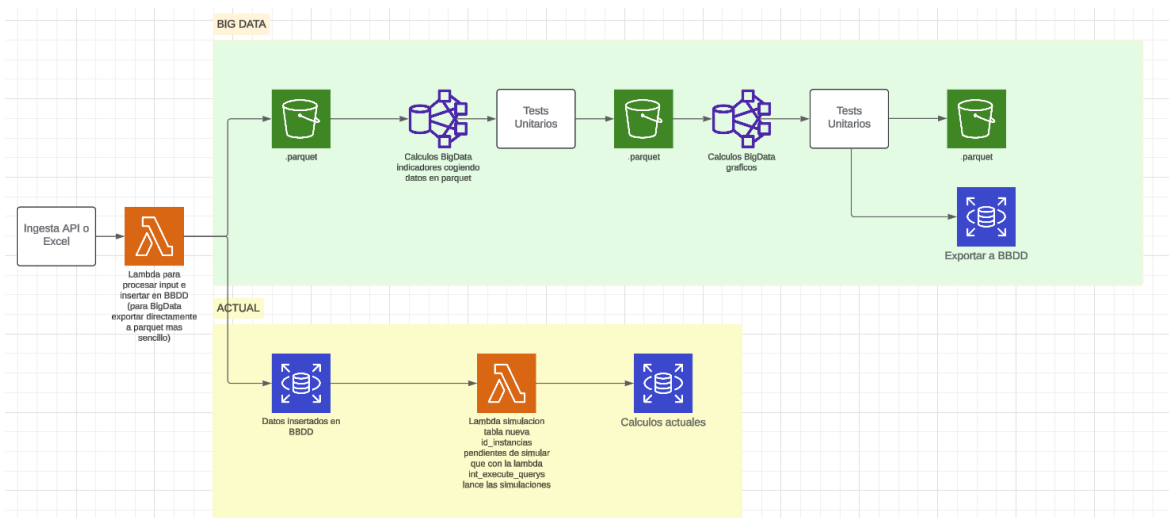 BIG DATA
.parquet
Calculos BigData
indicadores cogiendo
datos en parquet
Tests
Unitarios
.parquet
Calculos BigData
graficos
Tests
Unitarios
.parquet
Exportar a BBDD
Ingesta API o
Excel
Lambda para
procesar input e
insertar en BBDD
(para BigData
exportar directamente
a parquet mas
sencillo)
ACTUAL
Datos insertados en
BBDD
Lambda simulacion
tabla nueva
id_instancias
pendientes de simular
que con la lambda
int_execute_querys
lance las simulaciones
Calculos actuales